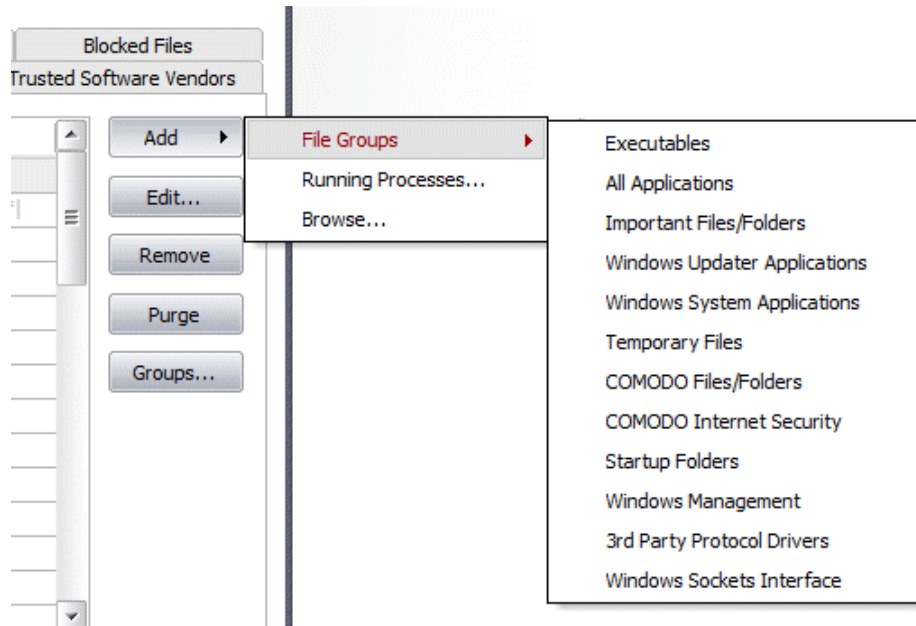 Blocked Files
Trusted Software Vendors
Add
Edit...
Remove
Purge
Groups...
File Groups
Running Processes...
Browse...
Executables
All Applications
Important Files/Folders
Windows Updater Applications
Windows System Applications
Temporary Files
COMODO Files/Folders
COMODO Internet Security
Startup Folders
Windows Management
3rd Party Protocol Drivers
Windows Sockets Interface